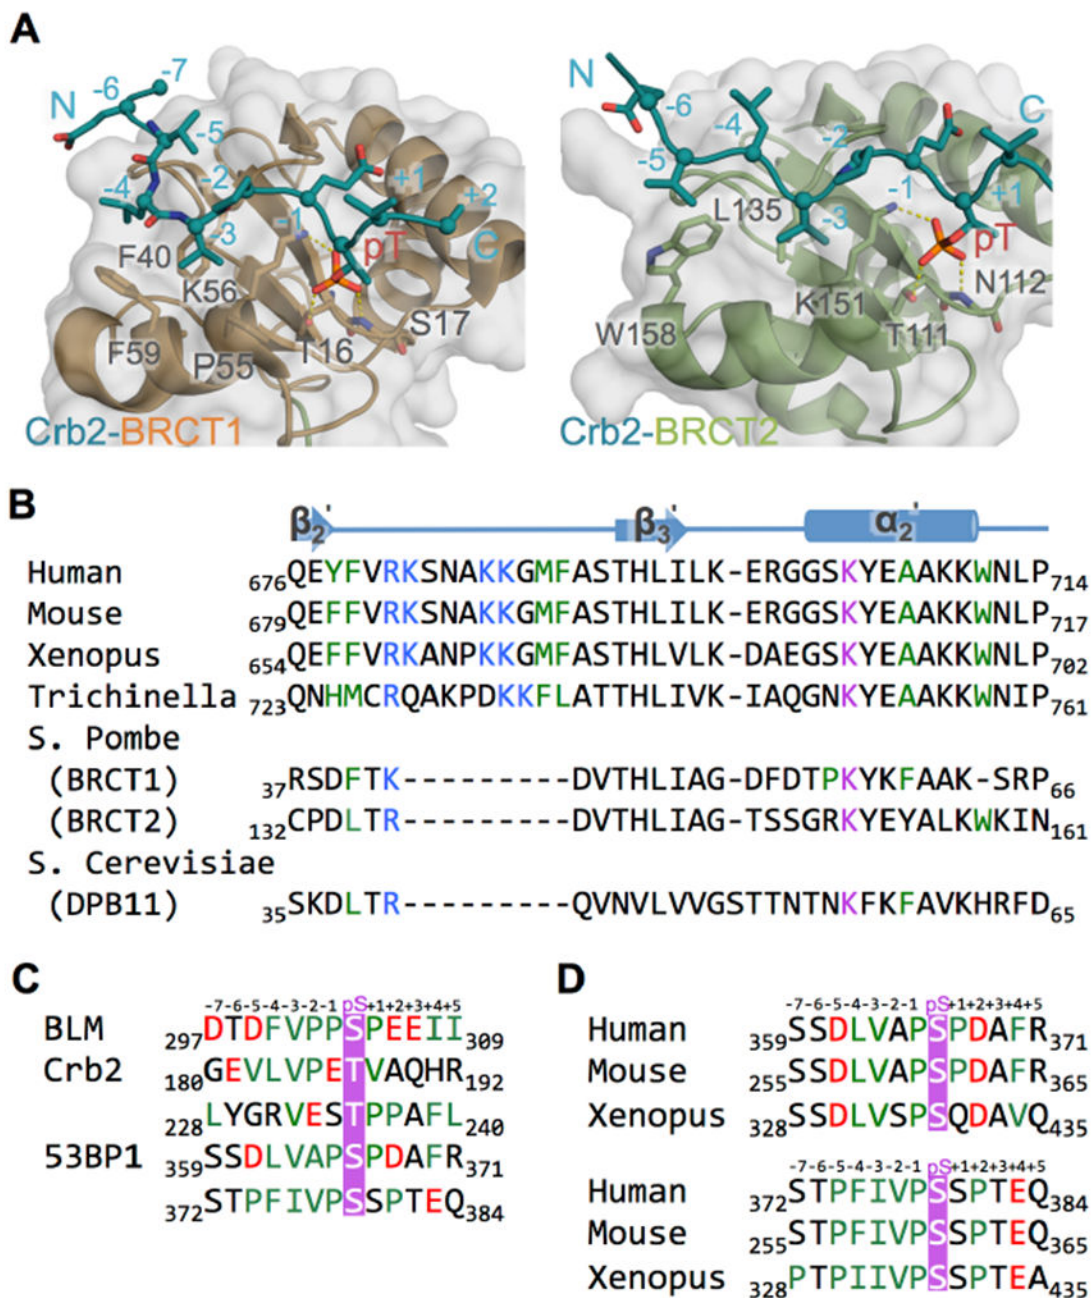 A
N -6 -7 -5 -4 -2 -3 -1 +1 +2 C pT
F40 K56 F59 P55 T16 S17
Crb2-BRCT1
N -6 -4 -5 -2 -3 -1 +1 C pT
L135 K151 W158 T111 N112
Crb2-BRCT2
B
β2' β3' α2'
Human 676QEYFVRKSNAKKGMFASTHLILK-ERGGSKYEAAKKWNLP714
Mouse 679QEFFVRKSNAKKGMFASTHLILK-ERGGSKYEAAKKWNLP717
Xenopus 654QEFFVRKANPKKGMFASTHLVLK-DAEGSKYEAAKKWNLP702
Trichinella 723QNHMCRQAKPDKKFLATTHLIVK-IAQGNKYEAAKKWNIP761
S. Pombe
(BRCT1) 37RSDFTK---------DVTHLIAG-DFDTPKYKFAAK-SRP66
(BRCT2) 132CPDLTR---------DVTHLIAG-TSSGRKYEYALKWKIN161
S. Cerevisiae
(DPB11) 35SKDLTR---------QVNVLVVGSTTNTNKFKFAVKHRFD65
C
-7-6-5-4-3-2-1 pS+1+2+3+4+5
BLM 297DTDFVPPSPEEII309
Crb2 180GEVLVPETVAQHR192
228LYGRVESTPPAFL240
53BP1 359SSDLVAPSPDAFR371
372STPFIVPSSPTEQ384
D
-7-6-5-4-3-2-1 pS+1+2+3+4+5
Human 359SSDLVAPSPDAFR371
Mouse 255SSDLVAPSPDAFR365
Xenopus 328SSDLVSPSQDAVQ435
-7-6-5-4-3-2-1 pS+1+2+3+4+5
Human 372STPFIVPSSPTEQ384
Mouse 255STPFIVPSSPTEQ365
Xenopus 328PTPIIVPSSPTEA435